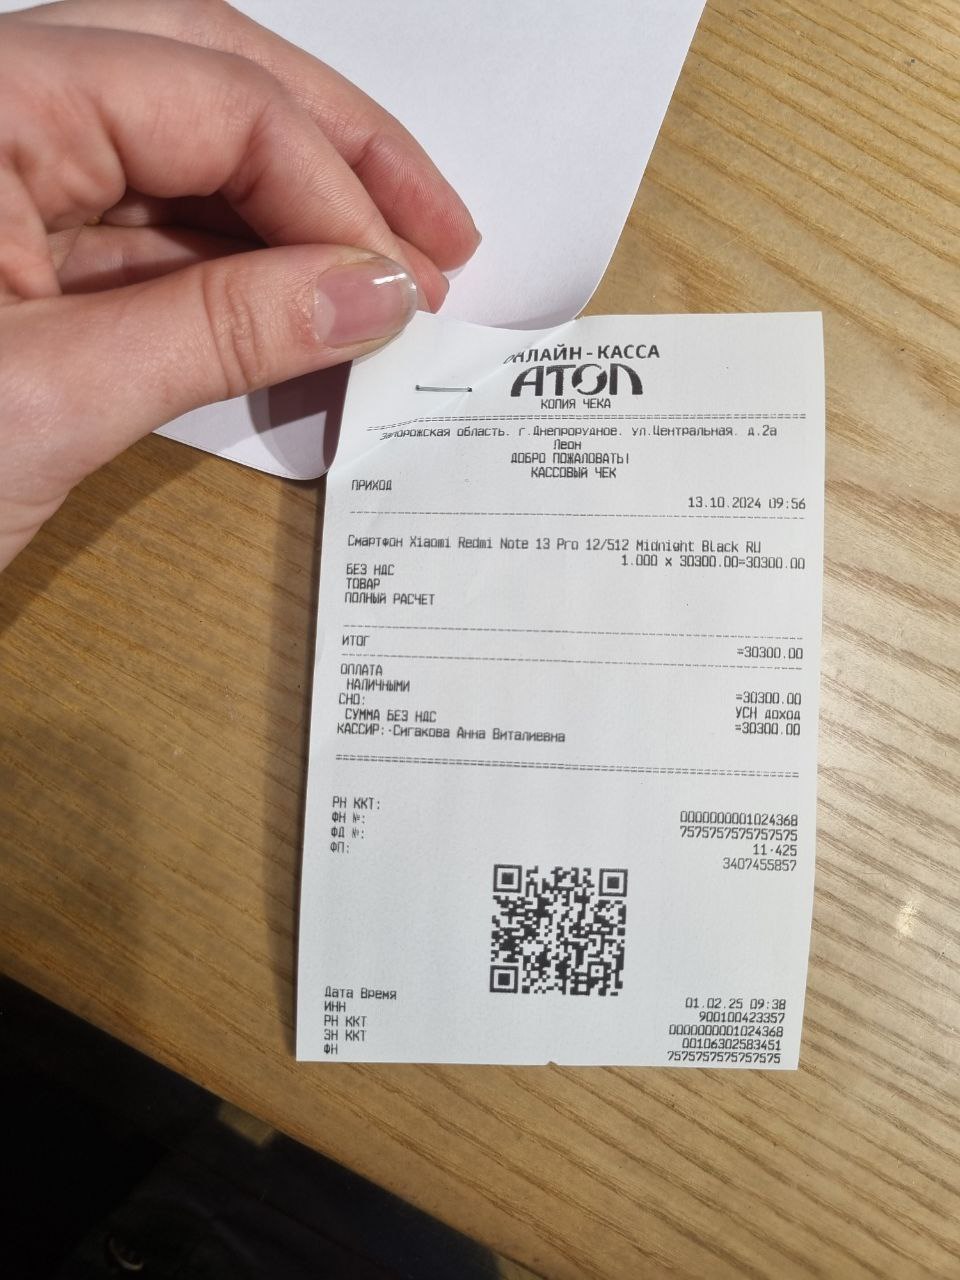 ОНЛАЙН-КАССА
АТОЛ
КОПИЯ ЧЕКА
Запорожская область. г.Днепрорудное. ул.Центральная. д.2а
Леон
ДОБРО ПОЖАЛОВАТЬ!
КАССОВЫЙ ЧЕК
ПРИХОД
13.10.2024 09:56
Смартфон Xiaomi Redmi Note 13 Pro 12/512 Midnight Black RU
1.000 x 30300.00=30300.00
БЕЗ НДС
ТОВАР
ПОЛНЫЙ РАСЧЕТ
ИТОГ =30300.00
ОПЛАТА
НАЛИЧНЫМИ =30300.00
СНО: УСН доход
СУММА БЕЗ НДС =30300.00
КАССИР:-Сигакова Анна Виталиевна
РН ККТ: 0000000001024368
ФН №: 7575757575757575
ФД №: 11-425
ФП: 3407455857
Дата Время 01.02.25 09:38
ИНН 900100423357
РН ККТ 0000000001024368
ЗН ККТ 00106302583451
ФН 7575757575757575